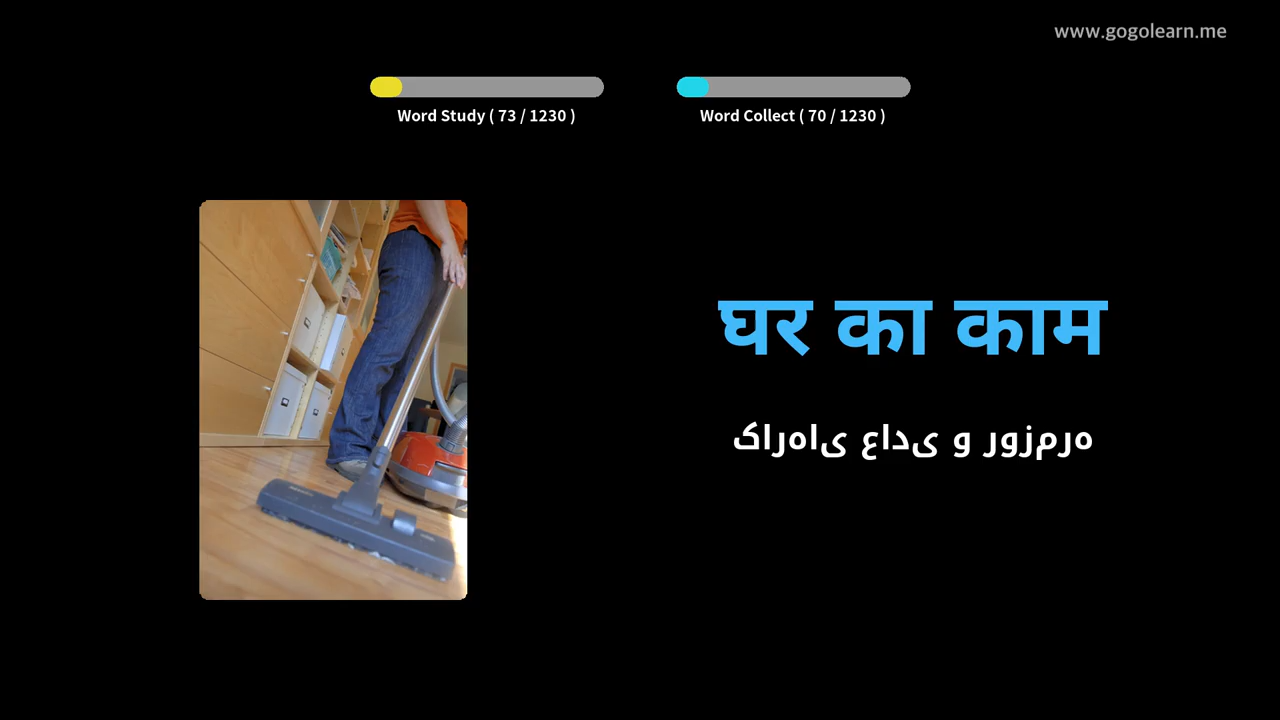 www.gogolearn.me
Word Study ( 73 / 1230 )
Word Collect ( 70 / 1230 )
घर का काम
کارهای عادی و روزمره